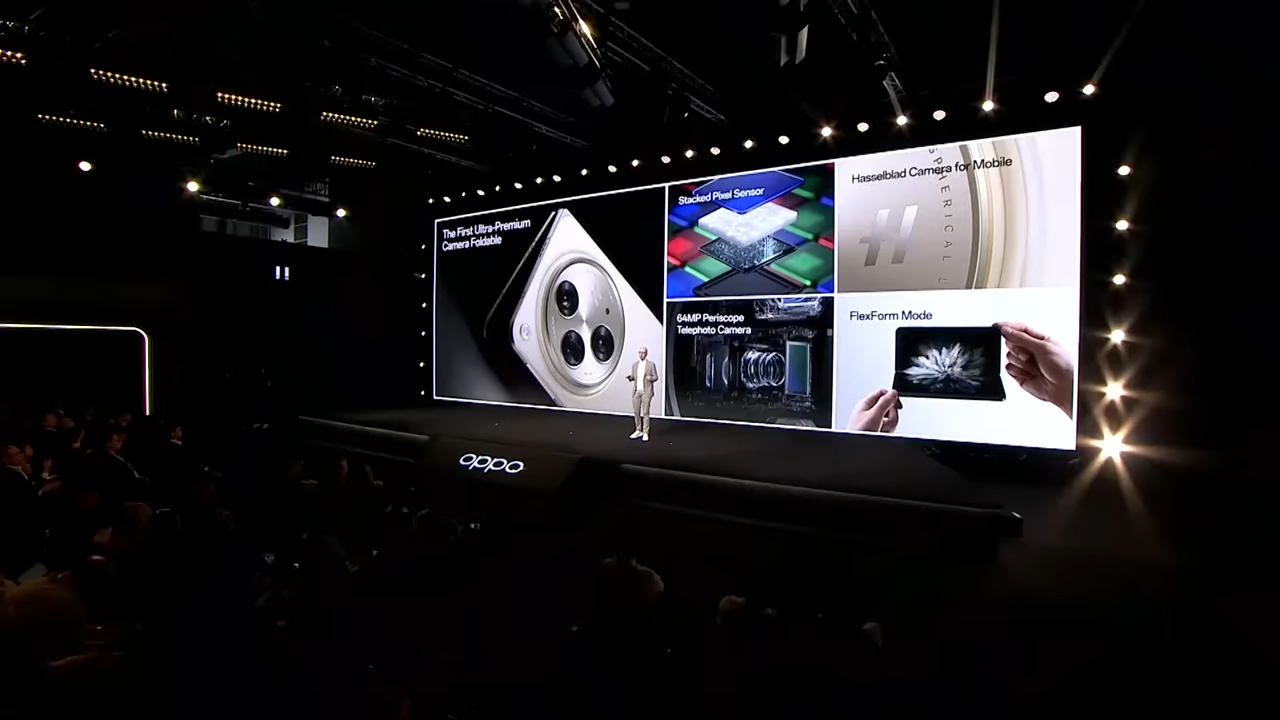 The First Ultra-Premium
Camera Foldable
Stacked Pixel Sensor
Hasselblad Camera for Mobile
SPHERICAL
H
64MP Periscope
Telephoto Camera
FlexForm Mode
oppo